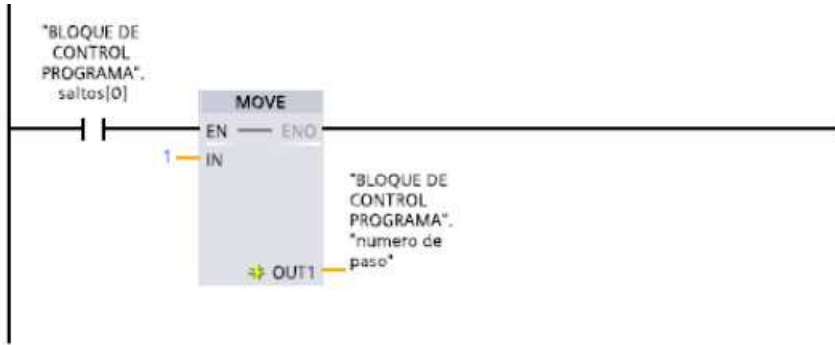 "BLOQUE DE
CONTROL
PROGRAMA".
saltos[0]
MOVE
EN
ENO
1
IN
"BLOQUE DE
CONTROL
PROGRAMA".
"numero de
paso"
OUT1